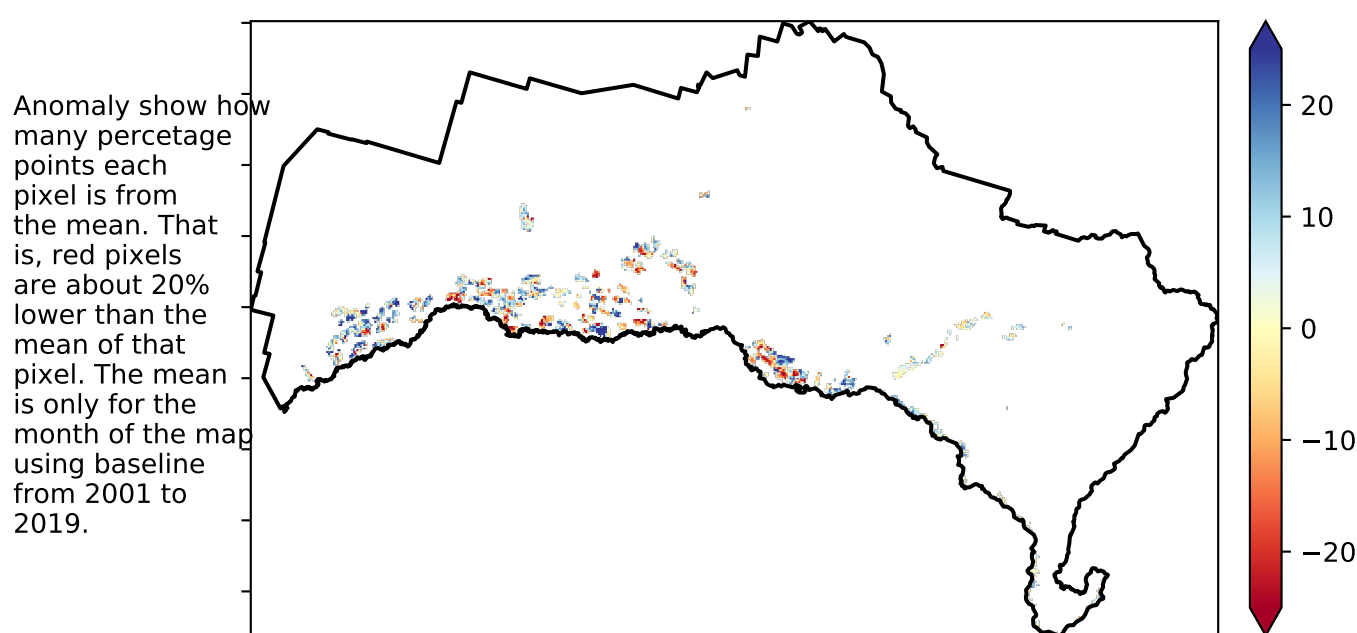 Anomaly show how
many percetage
points each
pixel is from
the mean. That
is, red pixels
are about 20%
lower than the
mean of that
pixel. The mean
is only for the
month of the map
using baseline
from 2001 to
2019.
20
10
0
−10
−20